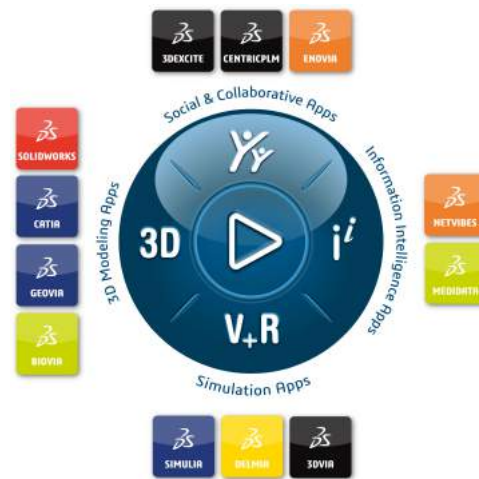 3DEXCITE
CENTRICPLM
ENOVIA
Social & Collaborative Apps
SOLIDWORKS
CATIA
GEOVIA
BIOVIA
3D Modeling Apps
3D
i i
V+R
Information Intelligence Apps
NETVIBES
MEDIDATA
Simulation Apps
SIMULIA
DELMIA
3DVIA